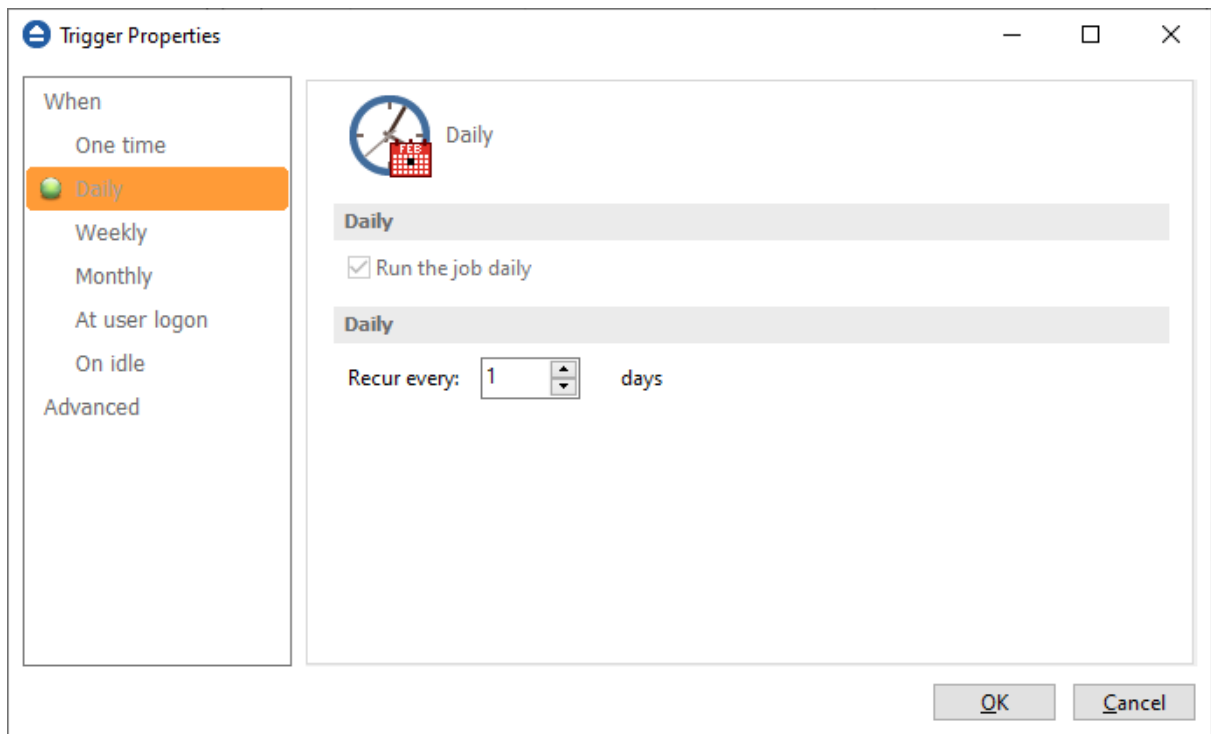 Trigger Properties
When
One time
Daily
Weekly
Monthly
At user logon
On idle
Advanced
FEB
Daily
Daily
Run the job daily
Daily
Recur every: 1 days
OK Cancel